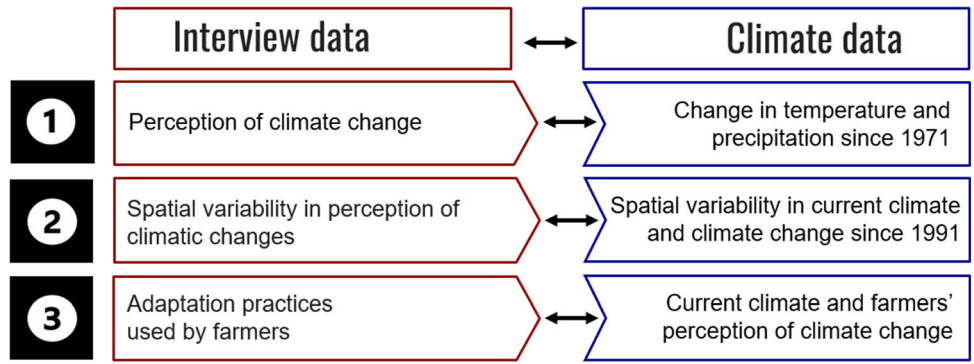 Interview data
Climate data
1
Perception of climate change
Change in temperature and
precipitation since 1971
2
Spatial variability in perception of
climatic changes
Spatial variability in current climate
and climate change since 1991
3
Adaptation practices
used by farmers
Current climate and farmers’
perception of climate change